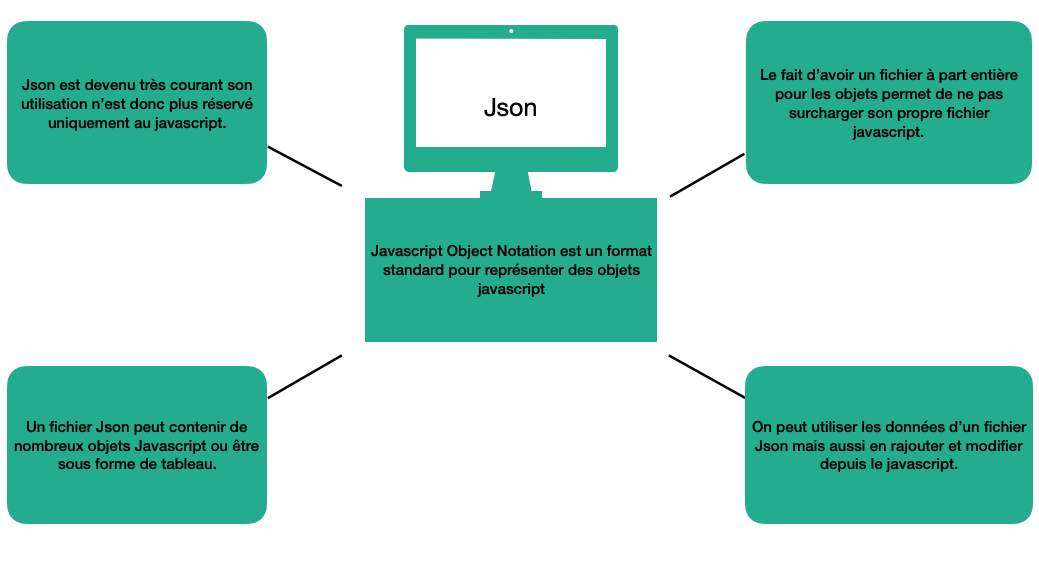 Json est devenu très courant son
utilisation n’est donc plus réservé
uniquement au javascript.
Json
Le fait d’avoir un fichier à part entière
pour les objets permet de ne pas
surcharger son propre fichier
javascript.
Javascript Object Notation est un format
standard pour représenter des objets
javascript
Un fichier Json peut contenir de
nombreux objets Javascript ou être
sous forme de tableau.
On peut utiliser les données d’un fichier
Json mais aussi en rajouter et modifier
depuis le javascript.